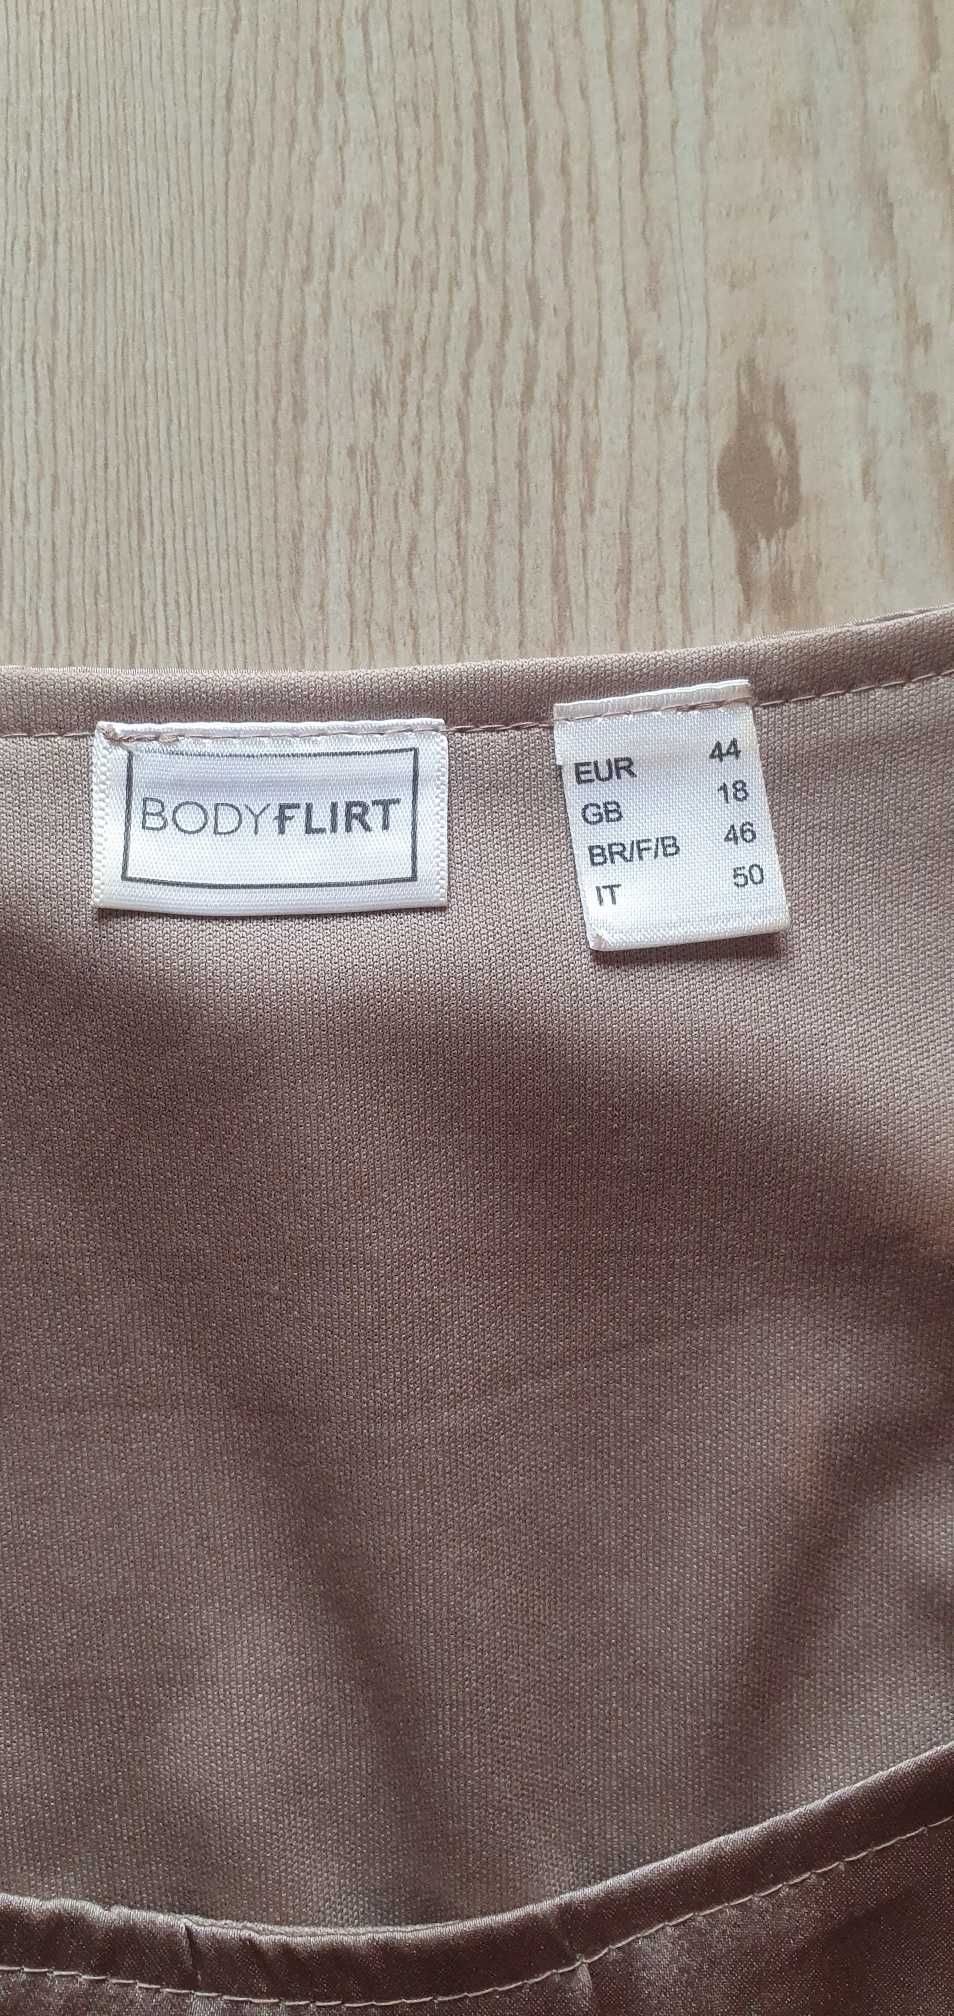 BODYFLIRT
EUR 44
GB 18
BR/F/B 46
IT 50